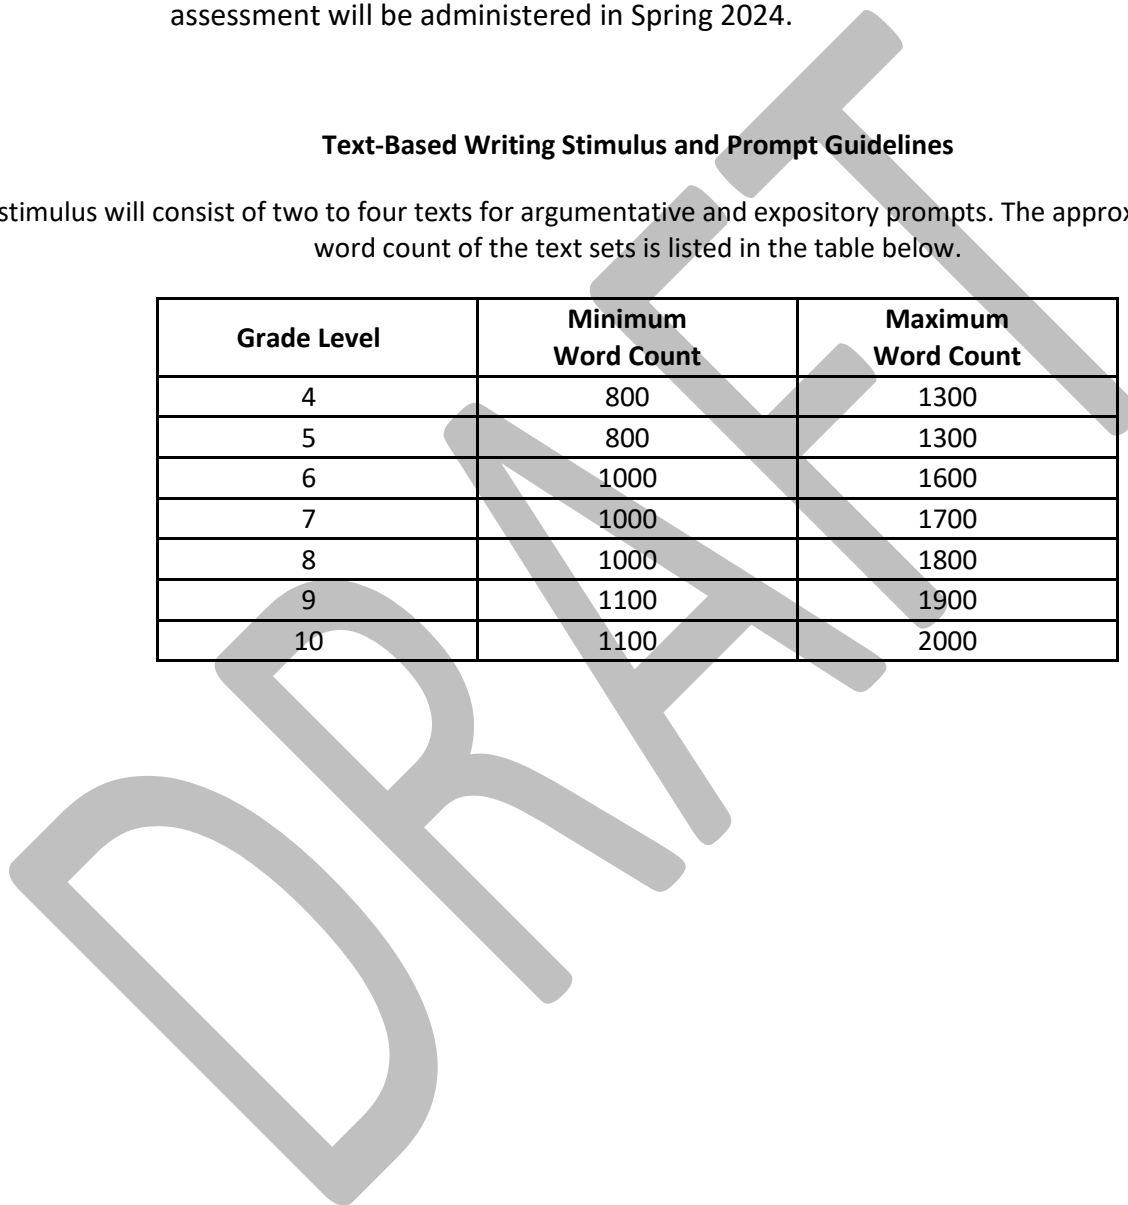 assessment will be administered in Spring 2024.
Text-Based Writing Stimulus and Prompt Guidelines
stimulus will consist of two to four texts for argumentative and expository prompts. The approx
word count of the text sets is listed in the table below.
Grade Level Minimum Word Count Maximum Word Count
4 800 1300
5 800 1300
6 1000 1600
7 1000 1700
8 1000 1800
9 1100 1900
10 1100 2000
DRAFT